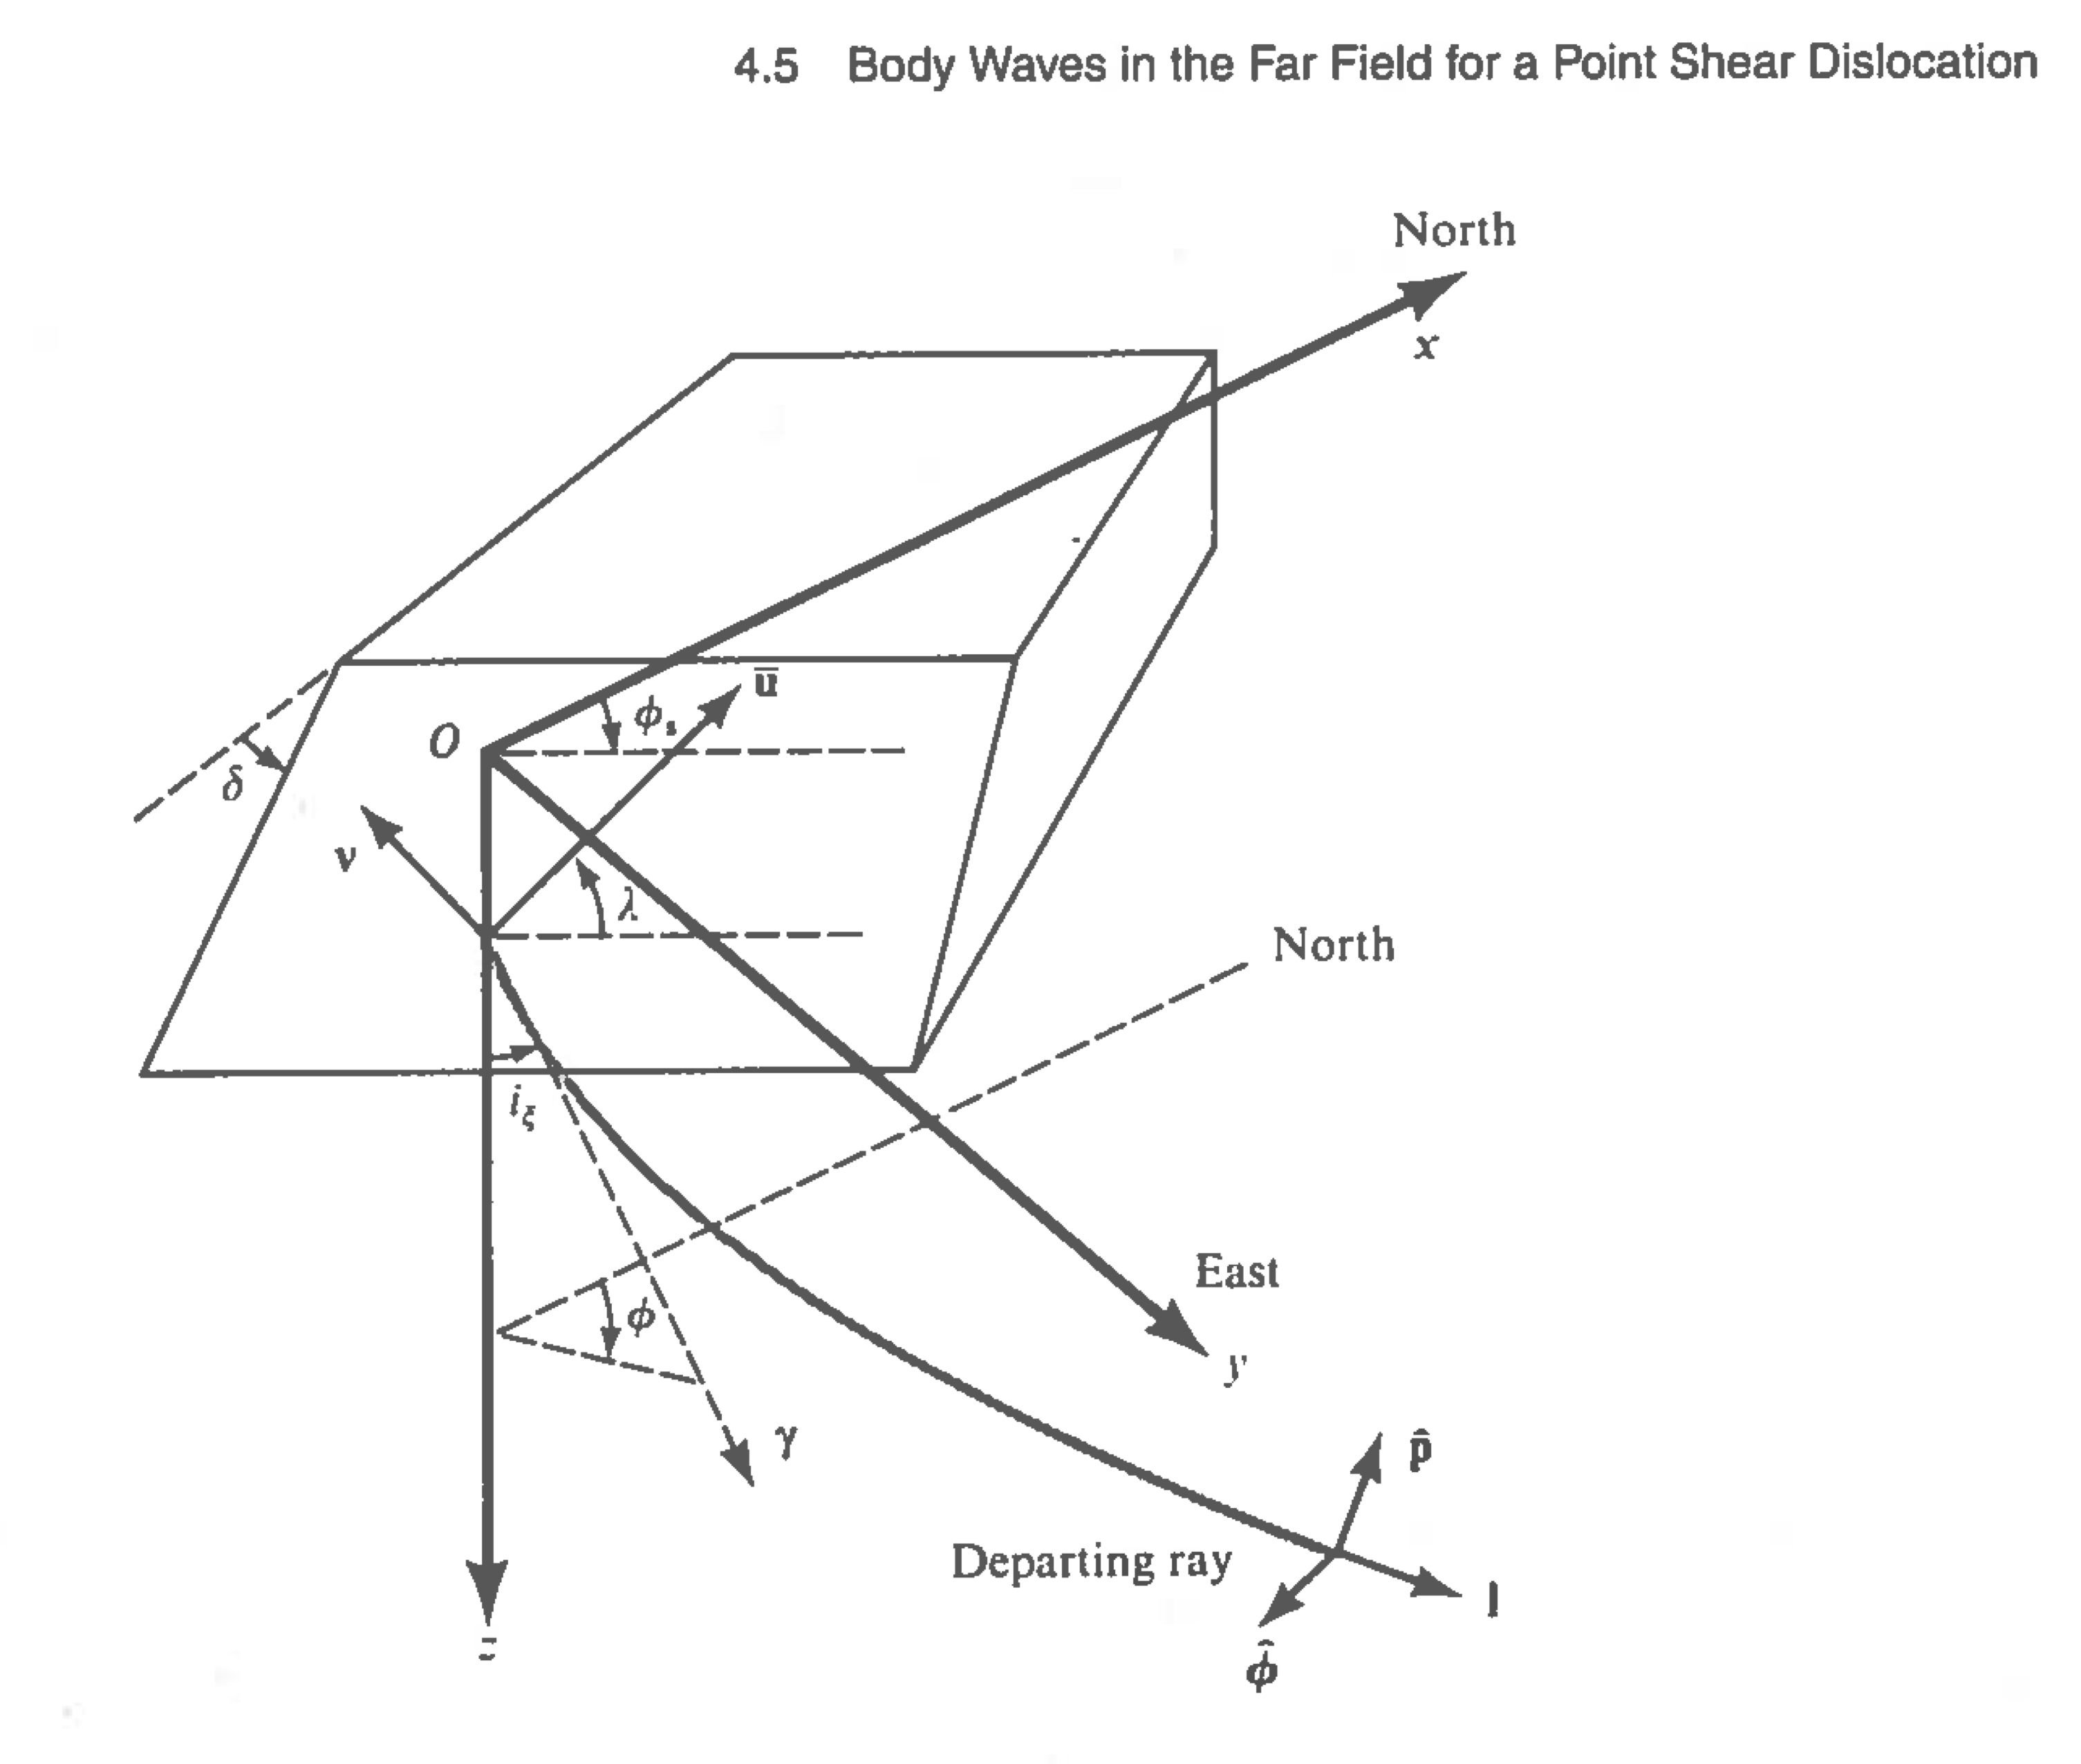 4.5 Body Waves in the Far Field for a Point Shear Dislocation
North
x
ū
ϕs
O
δ
ν
λ
North
iξ
ϕ
East
y
γ
p̂
Departing ray
l
z
ϕ̂